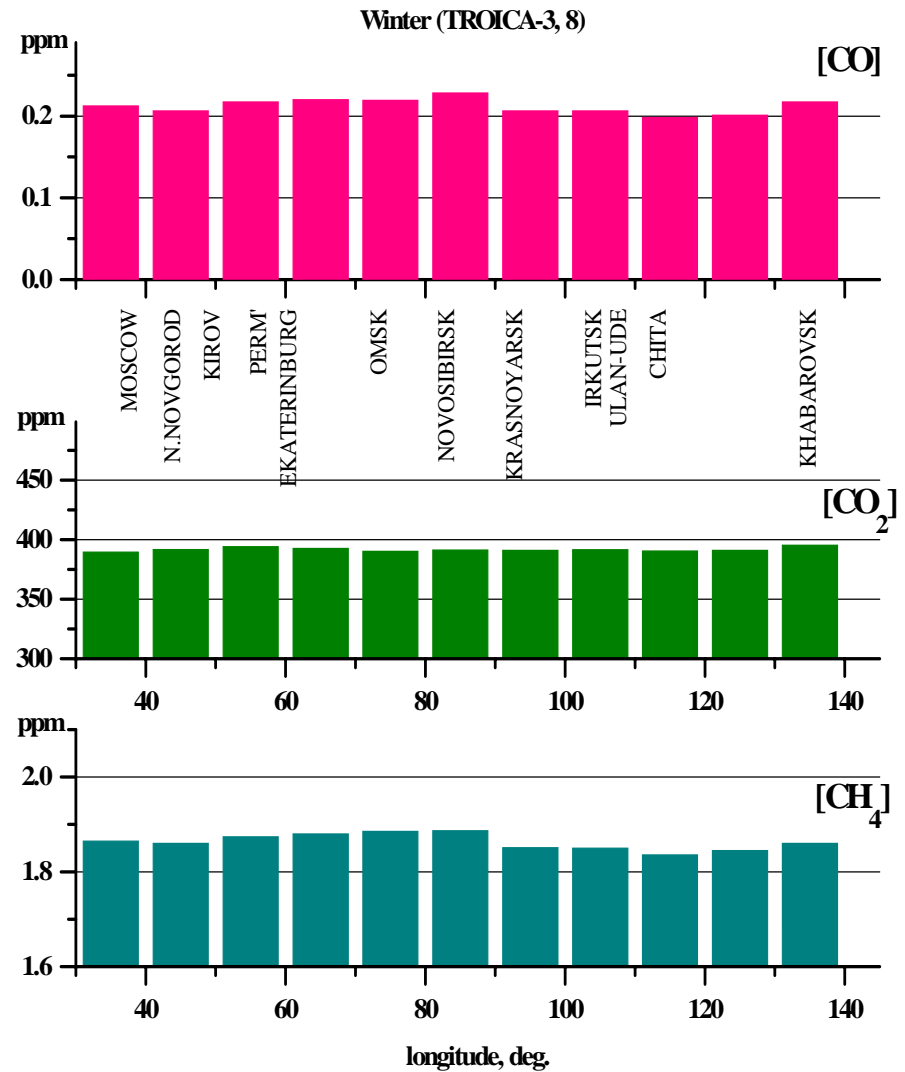 Winter (TROICA-3, 8)
ppm
[CO]
0.2
0.1
0.0
MOSCOW
N.NOVGOROD
KIROV
PERM'
EKATERINBURG
OMSK
NOVOSIBIRSK
KRASNOYARSK
IRKUTSK
ULAN-UDE
CHITA
KHABAROVSK
ppm
450
[CO2]
400
350
300
40 60 80 100 120 140
ppm
2.0
[CH4]
1.8
1.6
40 60 80 100 120 140
longitude, deg.